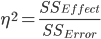 η² = SS_Effect / SS_Error